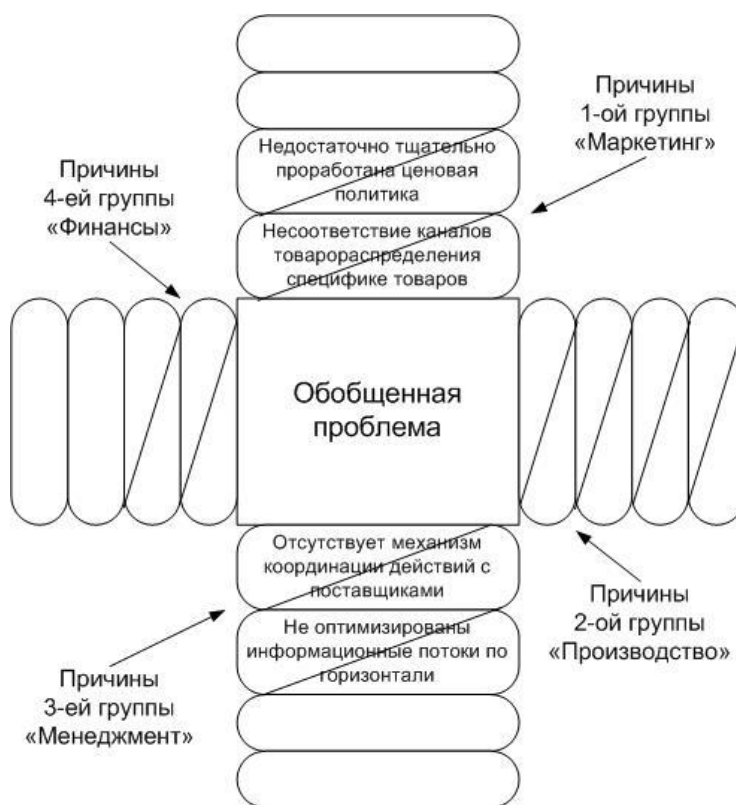 Причины
1-ой группы
«Маркетинг»
Недостаточно тщательно
проработана ценовая
политика
Причины
4-ей группы
«Финансы»
Несоответствие каналов
товарораспределения
специфике товаров
Обобщенная
проблема
Отсутствует механизм
координации действий с
поставщиками
Причины
2-ой группы
«Производство»
Не оптимизированы
информационные потоки по
горизонтали
Причины
3-ей группы
«Менеджмент»